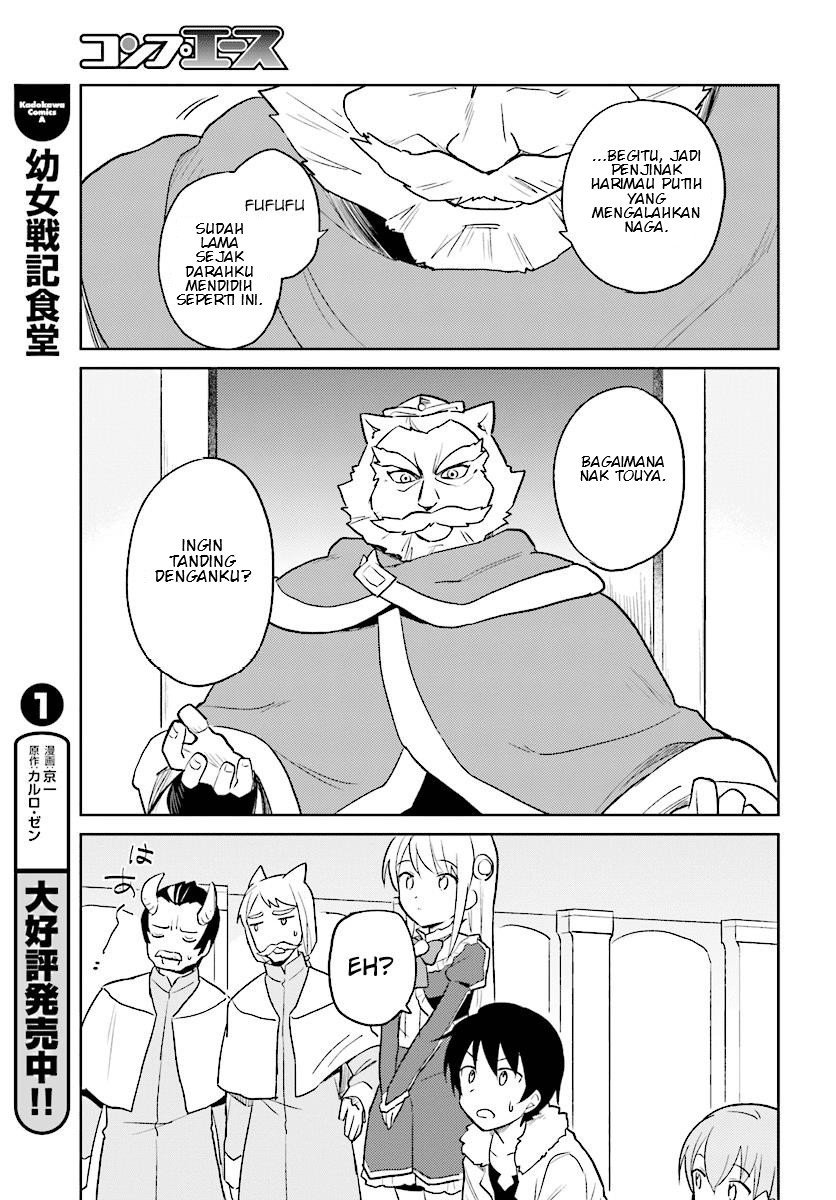 コンプ・エース
Kadokawa
Comics
A
幼女戦記食堂
1
漫画:京一
原作:カルロ・ゼン
大好評発売中!!
...BEGITU, JADI
PENJINAK
HARIMAU PUTIH
YANG
MENGALAHKAN
NAGA.
FUFUFU
SUDAH
LAMA
SEJAK
DARAHKU
MENDIDIH
SEPERTI INI.
BAGAIMANA
NAK TOUYA.
INGIN
TANDING
DENGANKU?
はぁ
EH?